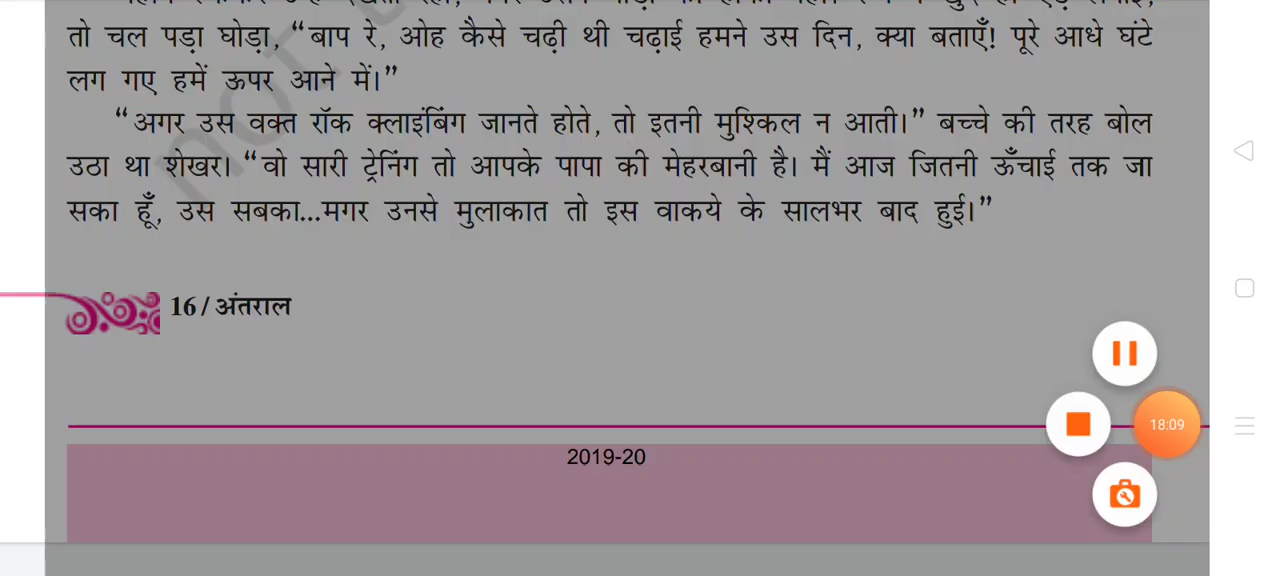 तो चल पड़ा घोड़ा, “बाप रे, ओह कैसे चढ़ी थी चढ़ाई हमने उस दिन, क्या बताएँ! पूरे आधे घंटे
लग गए हमें ऊपर आने में।”
“अगर उस वक्त रॉक क्लाइंबिंग जानते होते, तो इतनी मुश्किल न आती।” बच्चे की तरह बोल
उठा था शेखर। “वो सारी ट्रेनिंग तो आपके पापा की मेहरबानी है। मैं आज जितनी ऊँचाई तक जा
सका हूँ, उस सबका...मगर उनसे मुलाकात तो इस वाकये के सालभर बाद हुई।”
16 / अंतराल
18:09
2019-20